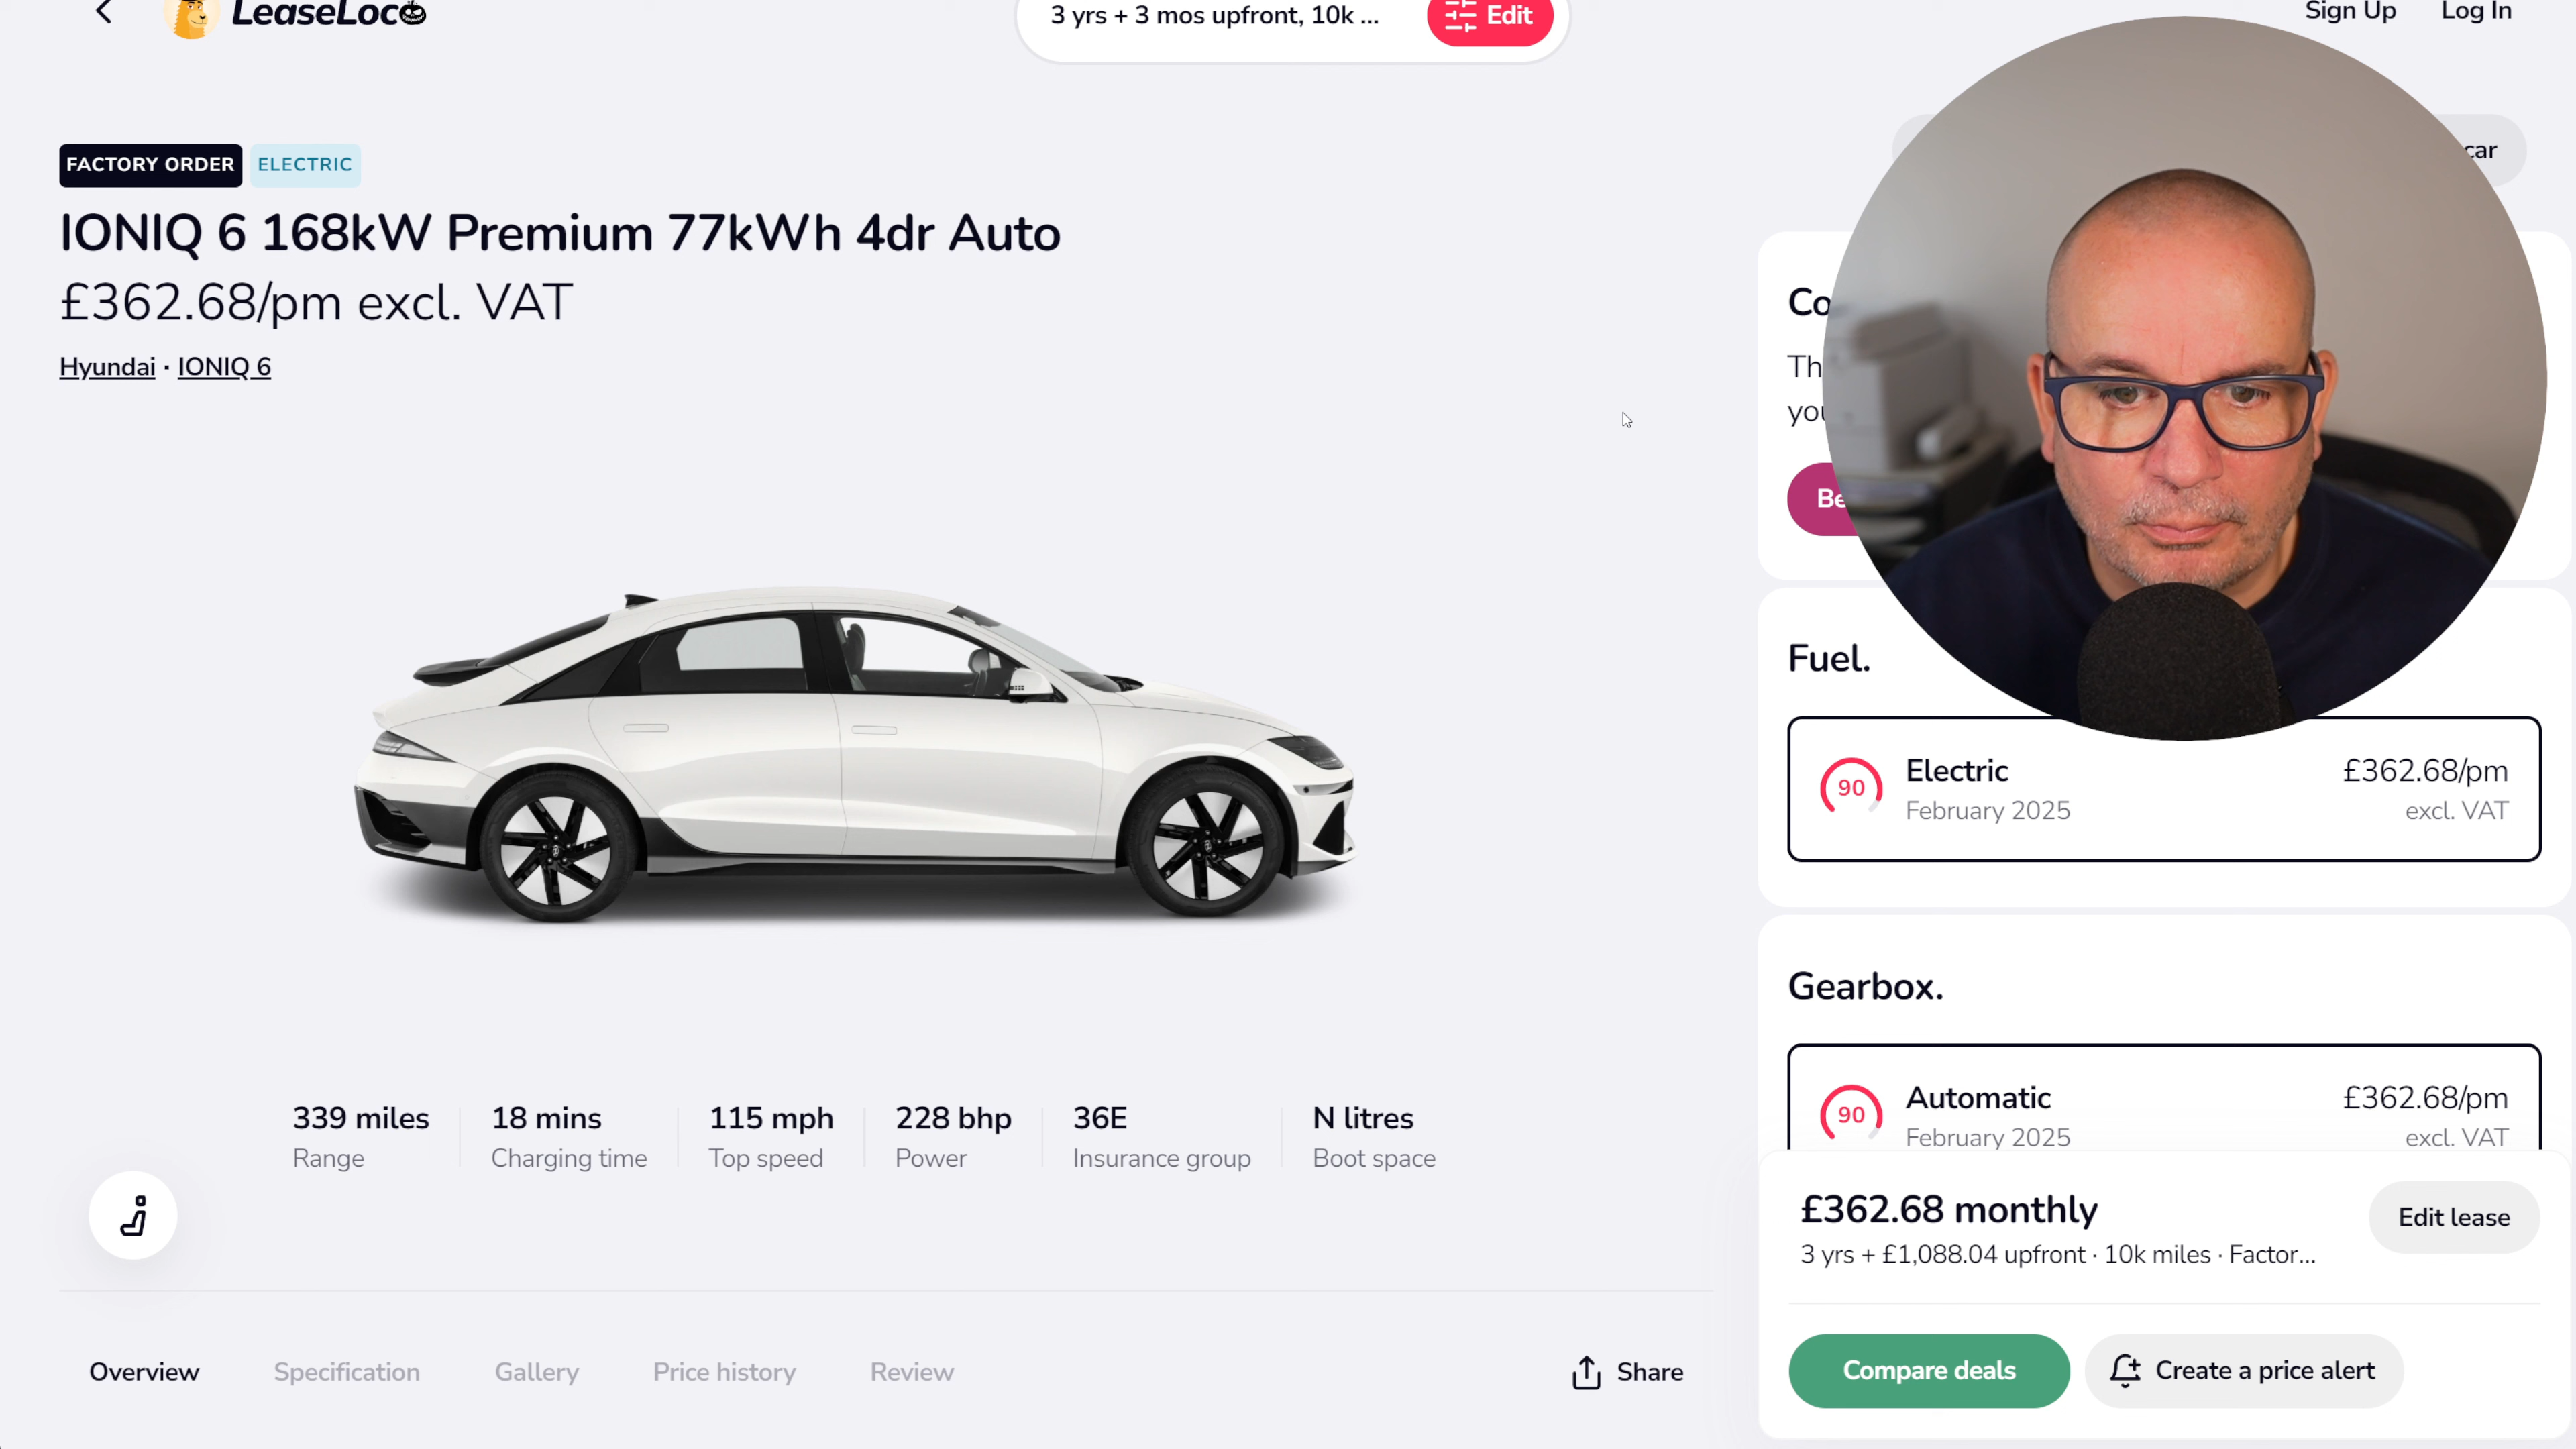 LeaseLoco
3 yrs + 3 mos upfront, 10k ...
Edit
Sign Up
Log In
car
FACTORY ORDER
ELECTRIC
IONIQ 6 168kW Premium 77kWh 4dr Auto
£362.68/pm excl. VAT
Hyundai · IONIQ 6
Co
Th
you
Be
Fuel.
90
Electric
£362.68/pm
February 2025
excl. VAT
Gearbox.
90
Automatic
£362.68/pm
February 2025
excl. VAT
339 miles
Range
18 mins
Charging time
115 mph
Top speed
228 bhp
Power
36E
Insurance group
N litres
Boot space
£362.68 monthly
3 yrs + £1,088.04 upfront · 10k miles · Factor...
Edit lease
Compare deals
Create a price alert
Overview
Specification
Gallery
Price history
Review
Share